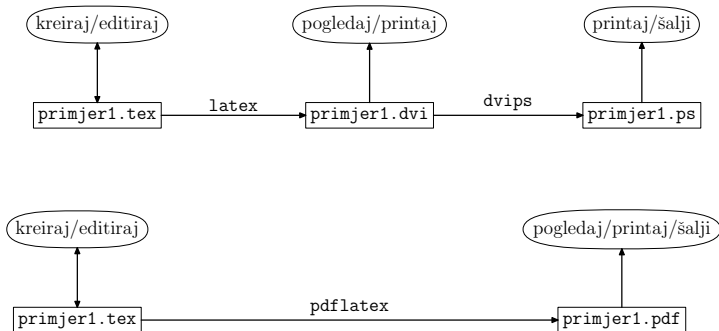 kreiraj/editiraj pogledaj/printaj printaj/šalji
latex dvips
primjer1.tex primjer1.dvi primjer1.ps
kreiraj/editiraj pogledaj/printaj/šalji
pdflatex
primjer1.tex primjer1.pdf